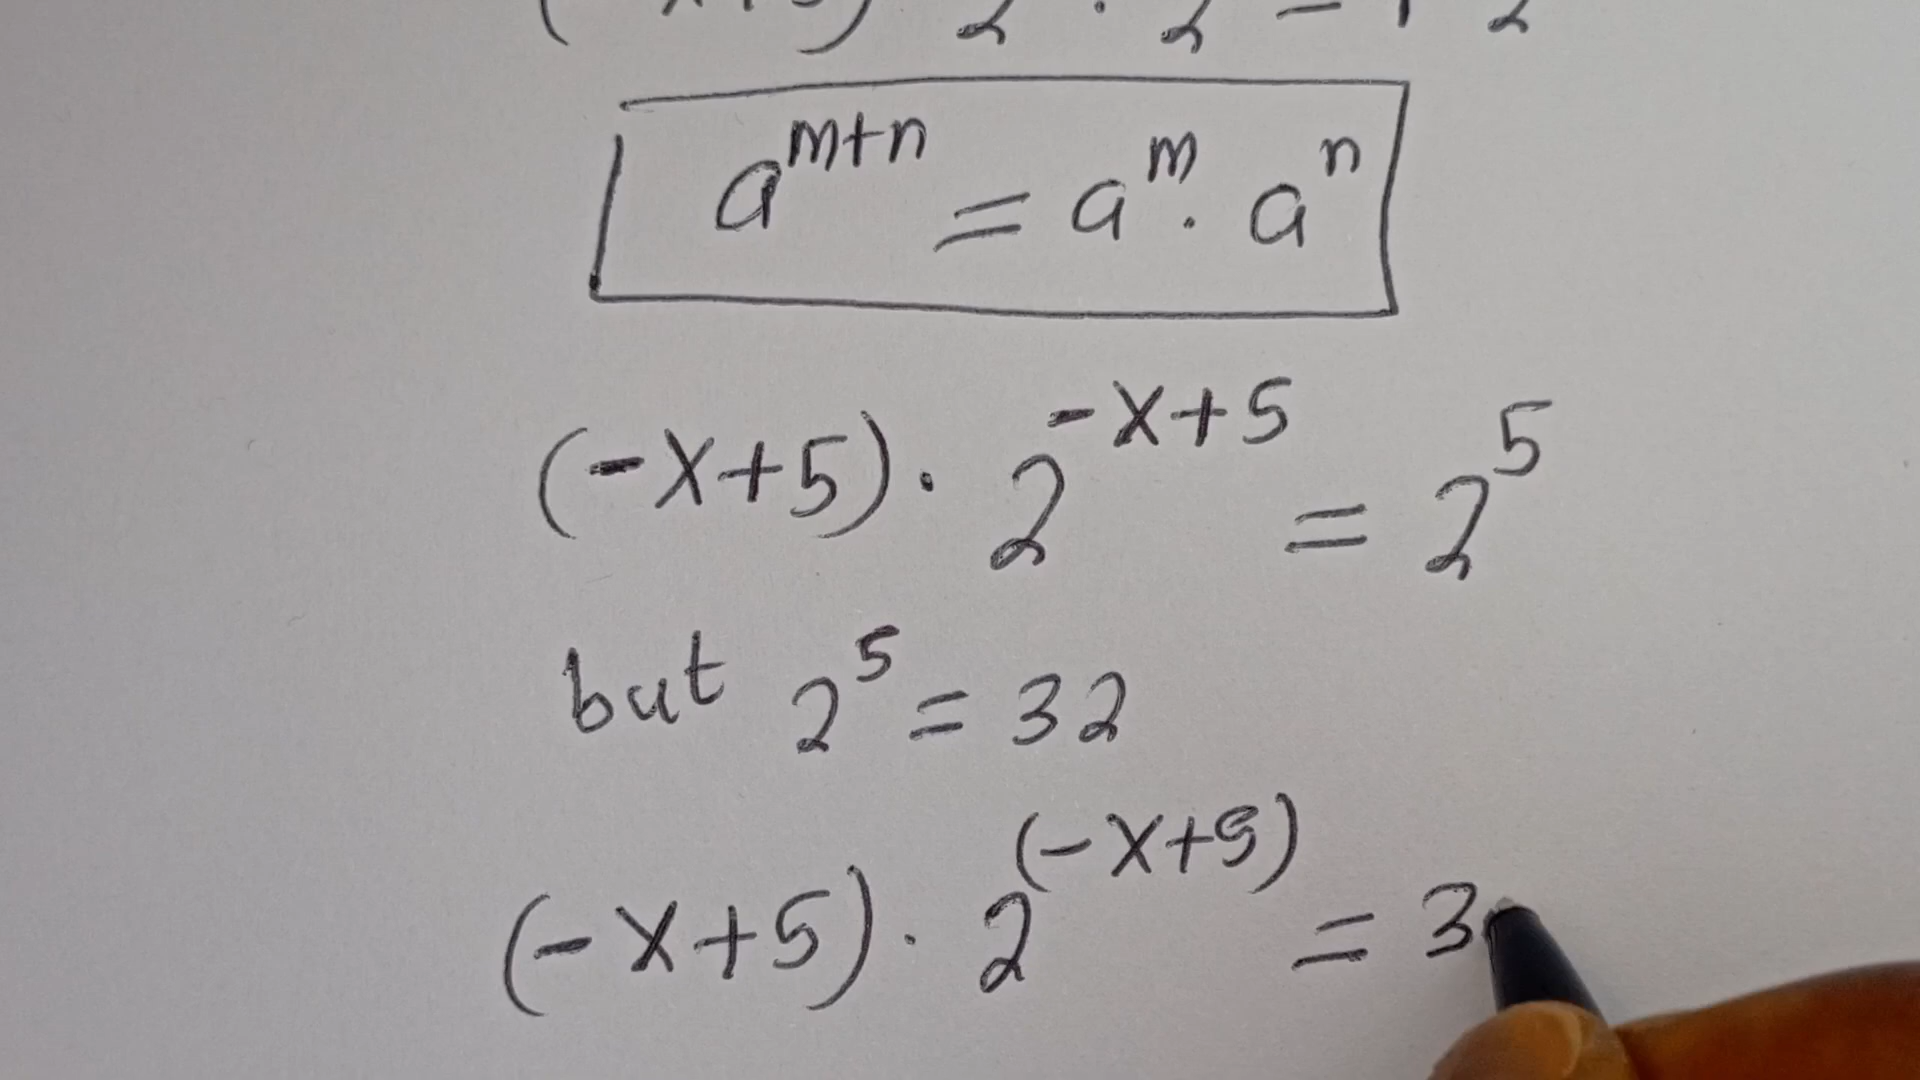 a^{m+n} = a^m . a^n
(-x+5) . 2^{-x+5} = 2^5
but 2^5 = 32
(-x+5) . 2^{(-x+5)} = 3